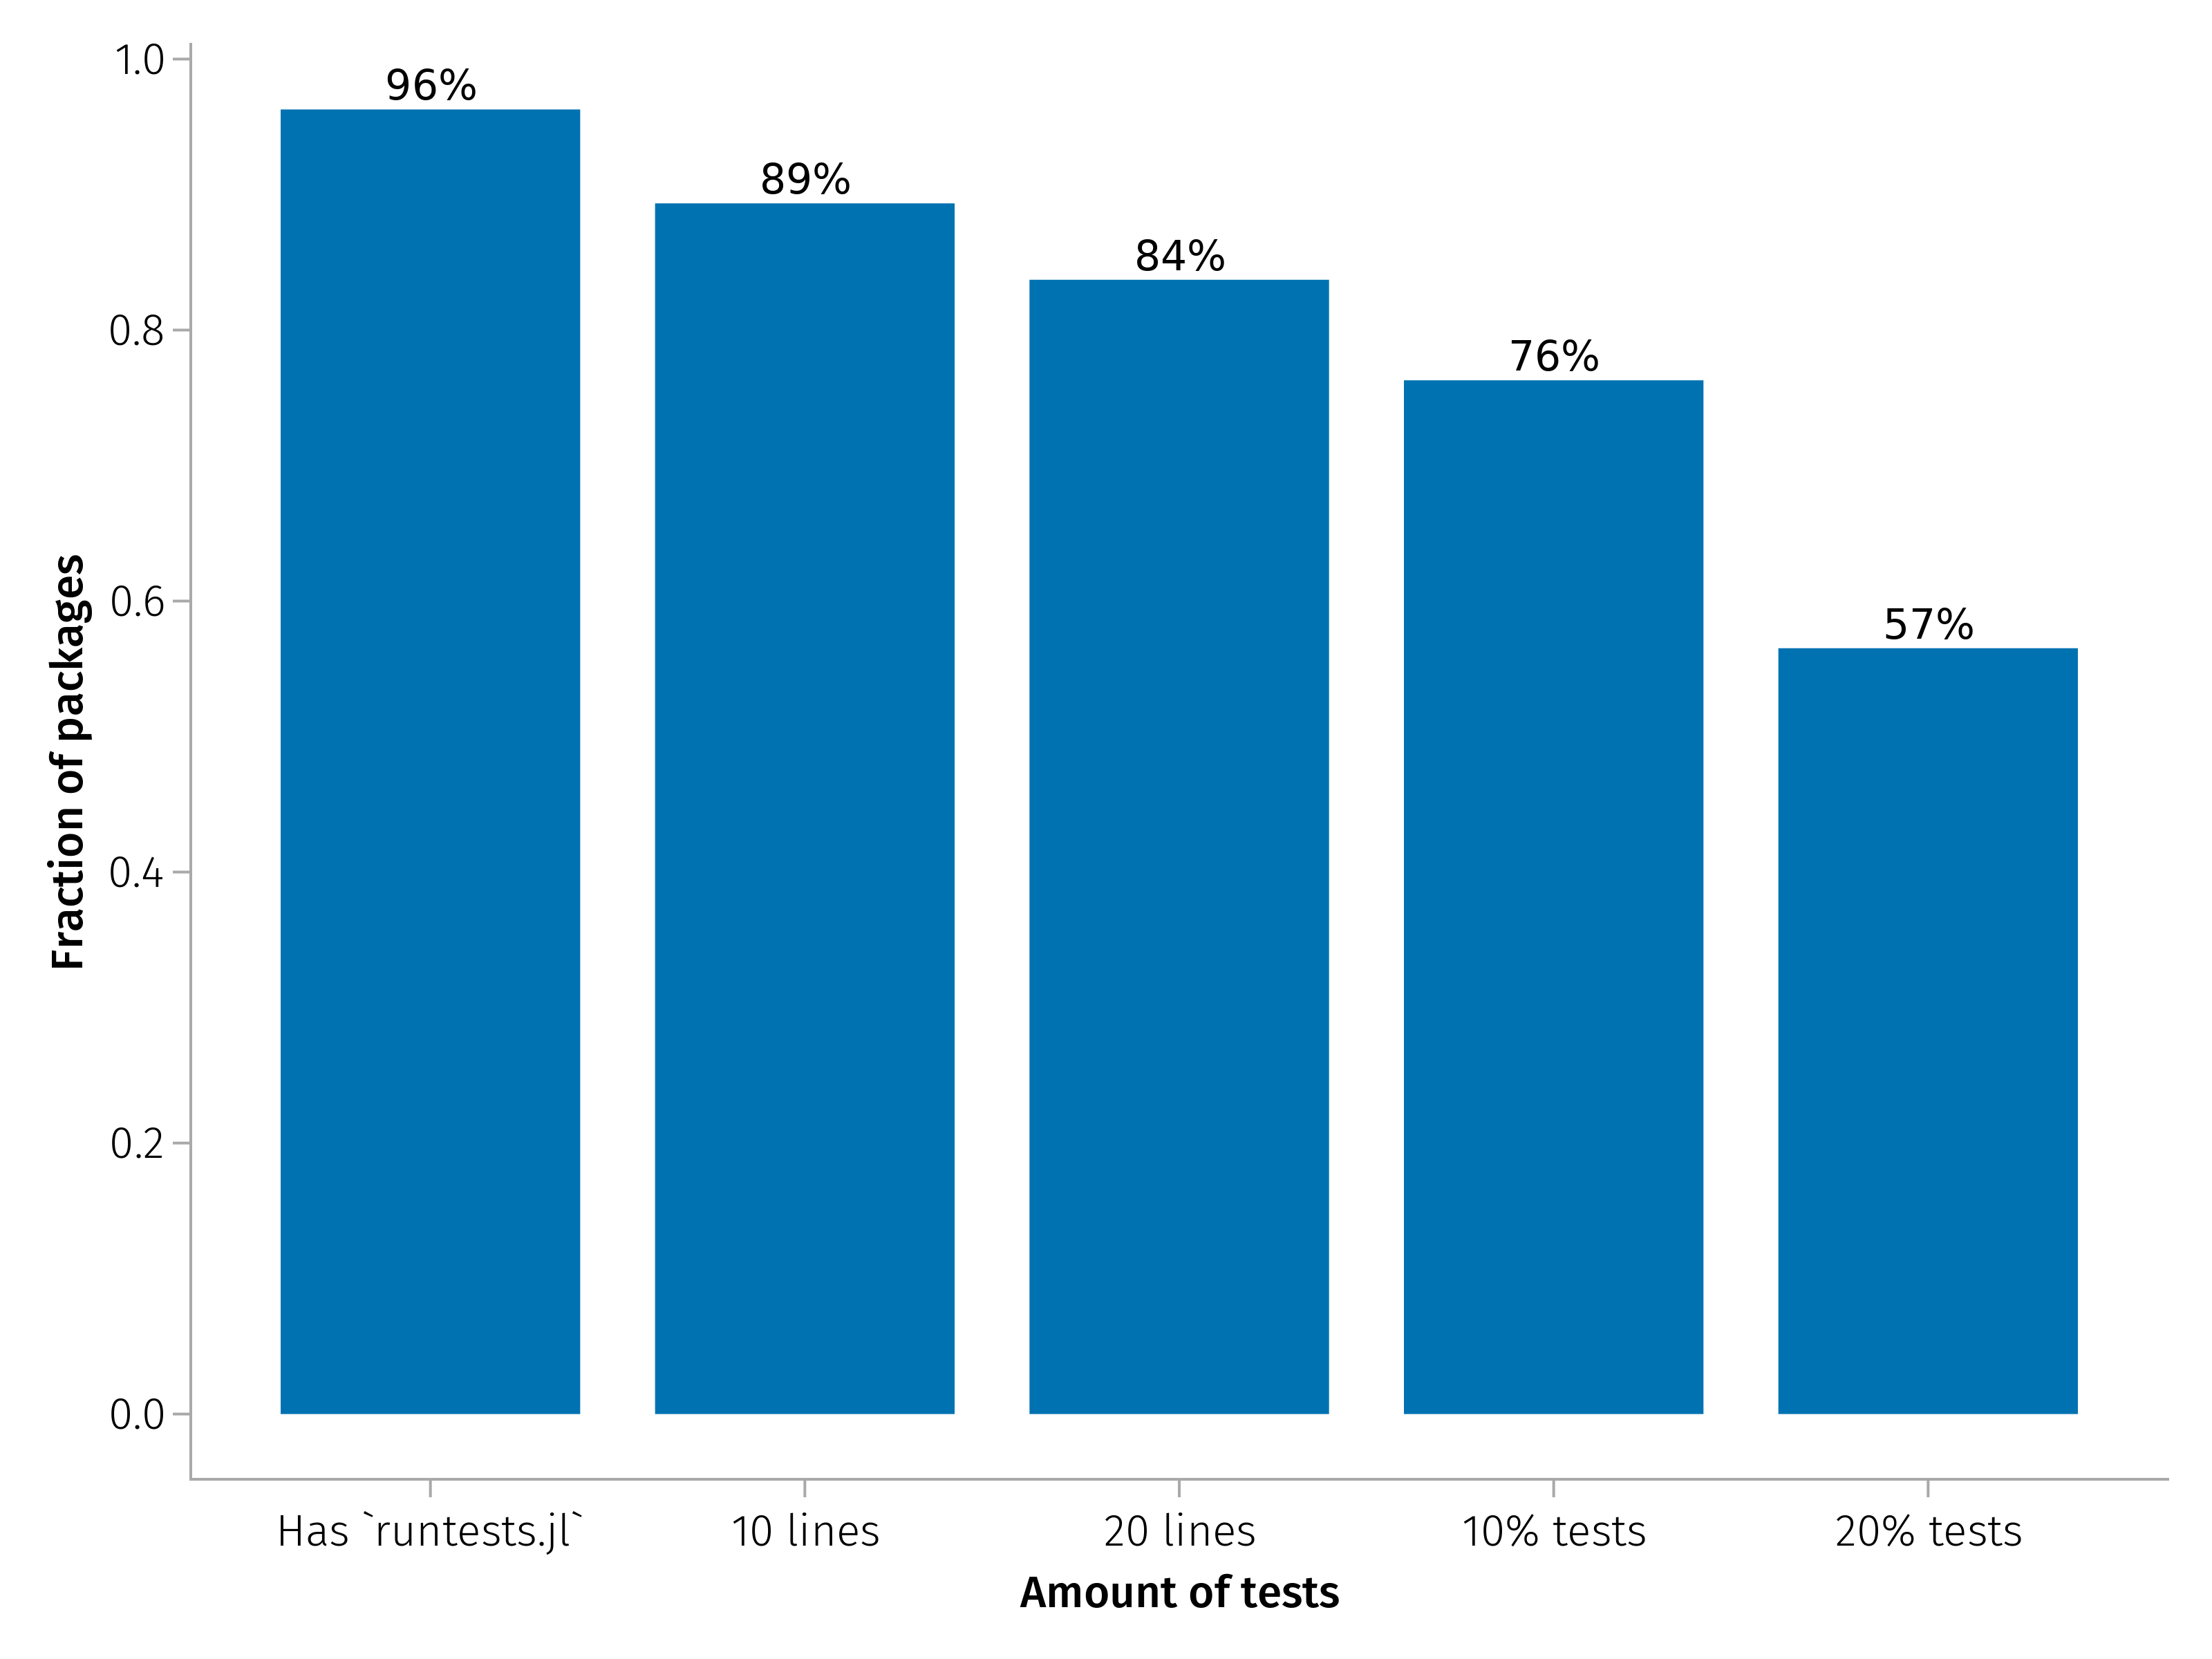 1.0
0.8
0.6
0.4
0.2
0.0
Fraction of packages
96%
89%
84%
76%
57%
Has `runtests.jl`
10 lines
20 lines
10% tests
20% tests
Amount of tests